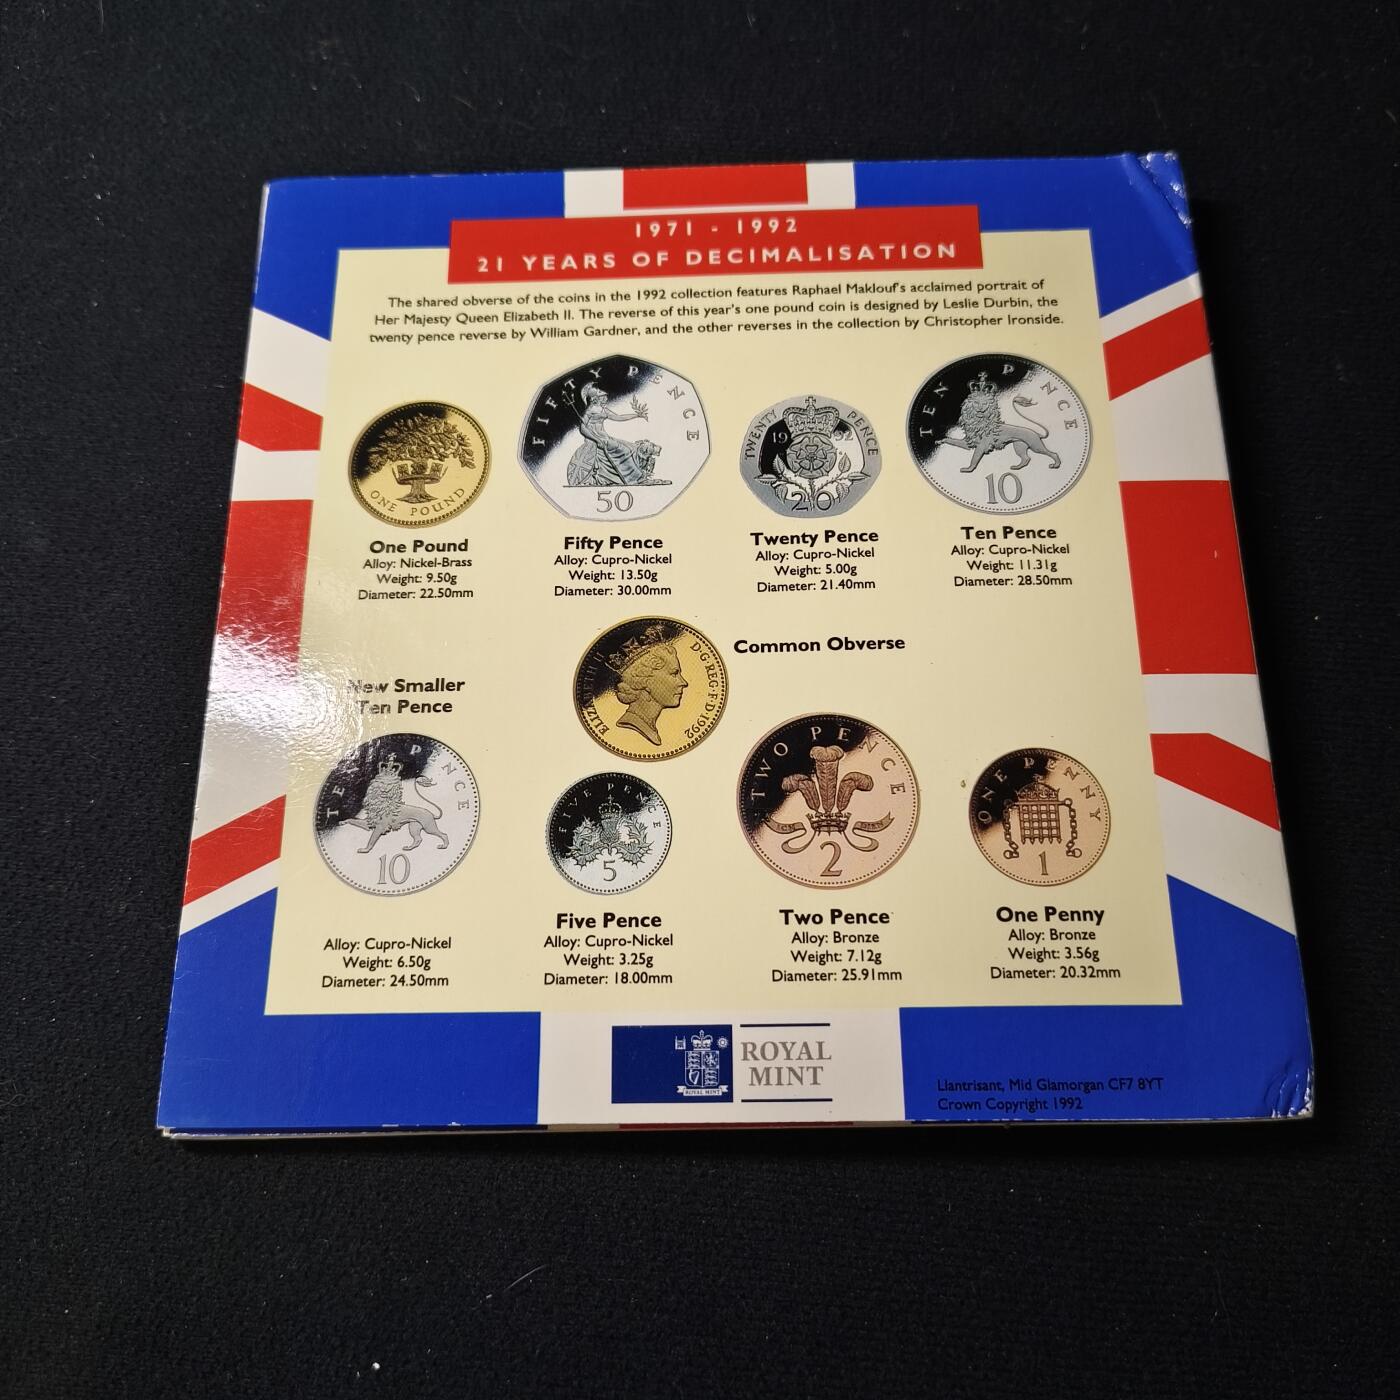 1971 - 1992
21 YEARS OF DECIMALISATION
The shared obverse of the coins in the 1992 collection features Raphael Maklouf's acclaimed portrait of
Her Majesty Queen Elizabeth II. The reverse of this year's one pound coin is designed by Leslie Durbin, the
twenty pence reverse by William Gardner, and the other reverses in the collection by Christopher Ironside.
ONE POUND
FIFTY PENCE
50
TWENTY PENCE
1992
20
TEN PENCE
10
One Pound
Alloy: Nickel-Brass
Weight: 9.50g
Diameter: 22.50mm
Fifty Pence
Alloy: Cupro-Nickel
Weight: 13.50g
Diameter: 30.00mm
Twenty Pence
Alloy: Cupro-Nickel
Weight: 5.00g
Diameter: 21.40mm
Ten Pence
Alloy: Cupro-Nickel
Weight: 11.31g
Diameter: 28.50mm
ELIZABETH II
D·G·REG·F·D·1992
Common Obverse
New Smaller
Ten Pence
TEN PENCE
10
FIVE PENCE
5
TWO PENCE
2
ONE PENNY
1
Alloy: Cupro-Nickel
Weight: 6.50g
Diameter: 24.50mm
Five Pence
Alloy: Cupro-Nickel
Weight: 3.25g
Diameter: 18.00mm
Two Pence
Alloy: Bronze
Weight: 7.12g
Diameter: 25.91mm
One Penny
Alloy: Bronze
Weight: 3.56g
Diameter: 20.32mm
ROYAL MINT
ROYAL
MINT
Llantrisant, Mid Glamorgan CF7 8YT
Crown Copyright 1992